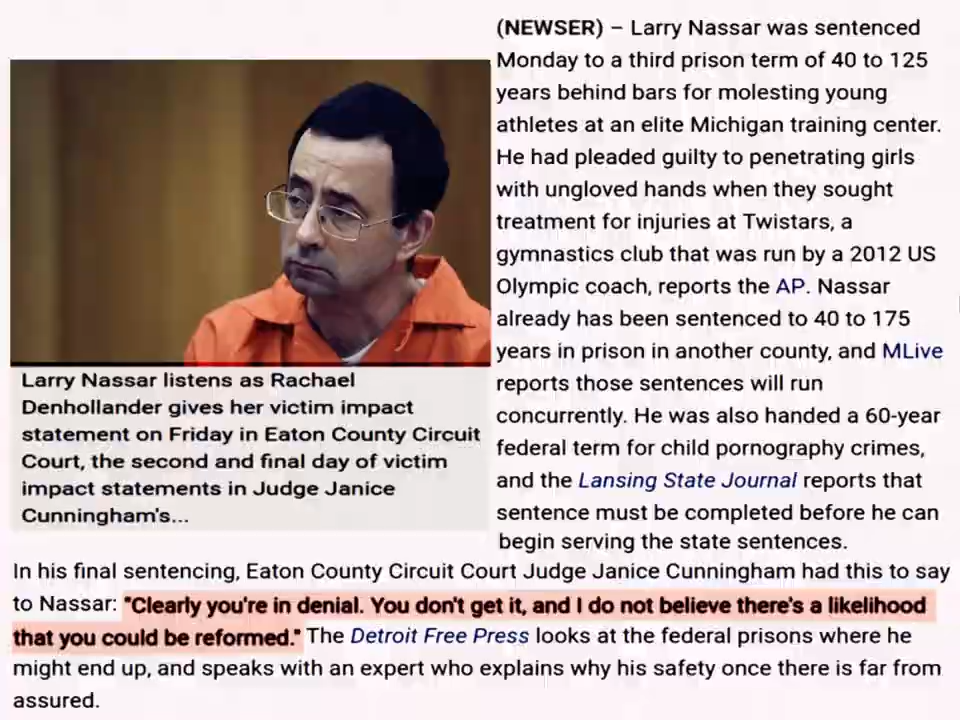 (NEWSER) – Larry Nassar was sentenced
Monday to a third prison term of 40 to 125
years behind bars for molesting young
athletes at an elite Michigan training center.
He had pleaded guilty to penetrating girls
with ungloved hands when they sought
treatment for injuries at Twistars, a
gymnastics club that was run by a 2012 US
Olympic coach, reports the AP. Nassar
already has been sentenced to 40 to 175
years in prison in another county, and MLive
reports those sentences will run
concurrently. He was also handed a 60-year
federal term for child pornography crimes,
and the Lansing State Journal reports that
sentence must be completed before he can
begin serving the state sentences.
Larry Nassar listens as Rachael
Denhollander gives her victim impact
statement on Friday in Eaton County Circuit
Court, the second and final day of victim
impact statements in Judge Janice
Cunningham's...
In his final sentencing, Eaton County Circuit Court Judge Janice Cunningham had this to say
to Nassar: "Clearly you're in denial. You don't get it, and I do not believe there's a likelihood
that you could be reformed." The Detroit Free Press looks at the federal prisons where he
might end up, and speaks with an expert who explains why his safety once there is far from
assured.